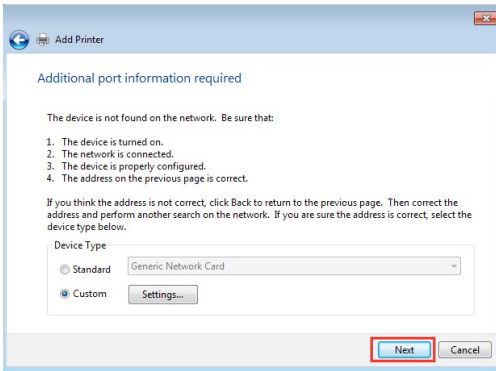 Add Printer
Additional port information required
The device is not found on the network.  Be sure that:
1.  The device is turned on.
2.  The network is connected.
3.  The device is properly configured.
4.  The address on the previous page is correct.
If you think the address is not correct, click Back to return to the previous page.  Then correct the
address and perform another search on the network.  If you are sure the address is correct, select the
device type below.
Device Type
Standard
Generic Network Card
Custom
Settings...
Next
Cancel